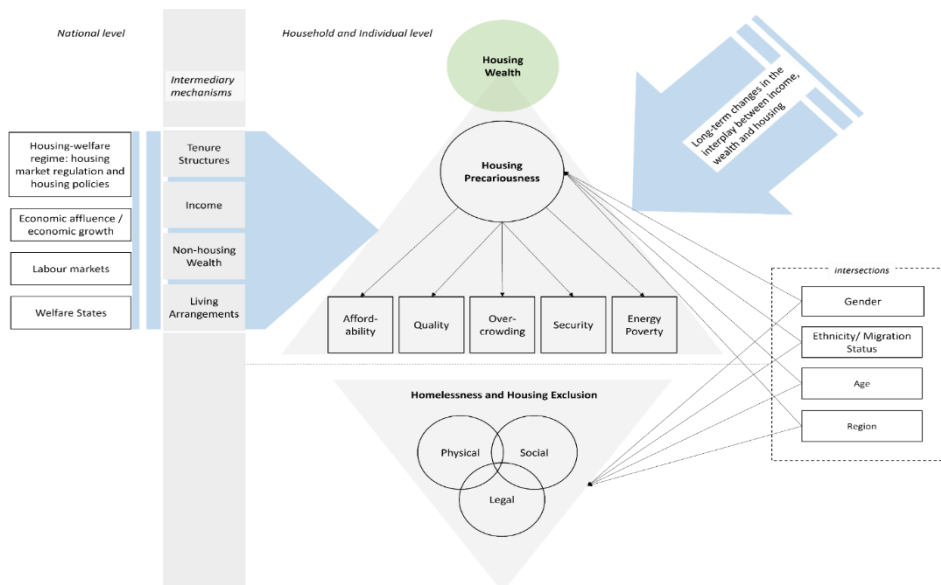 National level
Household and Individual level
Intermediary
mechanisms
Housing
Wealth
Long-term changes in the
interplay between income,
wealth and housing
Housing-welfare
regime: housing
market regulation and
housing policies
Economic affluence /
economic growth
Labour markets
Welfare States
Tenure
Structures
Income
Non-housing
Wealth
Living
Arrangements
Housing
Precariousness
Afford-
ability
Quality
Over-
crowding
Security
Energy
Poverty
intersections
Gender
Ethnicity/ Migration
Status
Age
Region
Homelessness and Housing Exclusion
Physical
Social
Legal